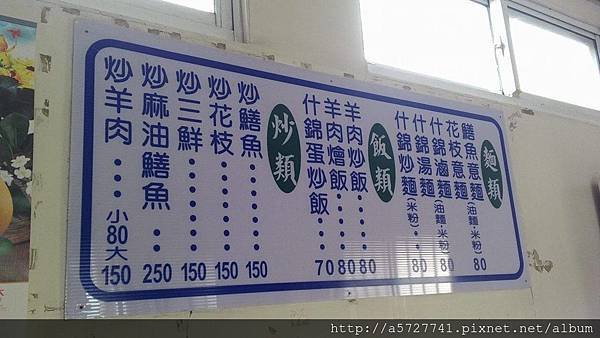 麵類
鱔魚意麵(油麵·米粉)80
花枝意麵(油麵·米粉)80
什錦滷麵(油麵·米粉)80
什錦湯麵
什錦炒麵(米粉)‥80
飯類
羊肉炒飯‥‥80
羊肉燴飯‥‥80
什錦蛋炒飯‥‥70
炒類
炒鱔魚‥‥‥150
炒花枝‥‥‥150
炒三鮮‥‥‥150
炒麻油鱔魚‥250
炒羊肉‥‥小80大150
http://a5727741.pixnet.net/album